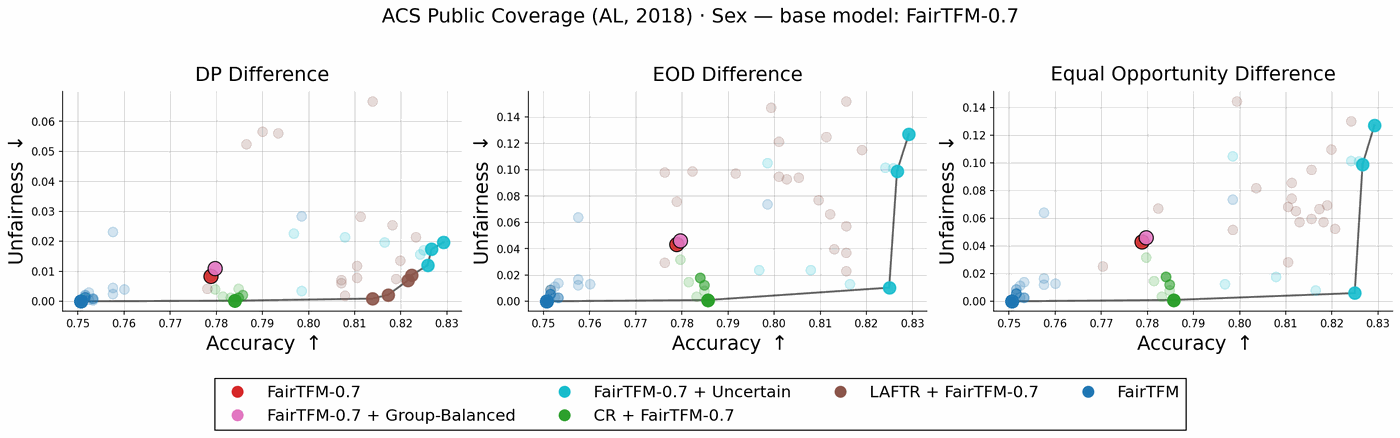 ACS Public Coverage (AL, 2018) · Sex — base model: FairTFM-0.7
DP Difference
Unfairness ↓
0.06
0.05
0.04
0.03
0.02
0.01
0.00
0.75 0.76 0.77 0.78 0.79 0.80 0.81 0.82 0.83
Accuracy ↑
EOD Difference
Unfairness ↓
0.14
0.12
0.10
0.08
0.06
0.04
0.02
0.00
0.75 0.76 0.77 0.78 0.79 0.80 0.81 0.82 0.83
Accuracy ↑
Equal Opportunity Difference
Unfairness ↓
0.14
0.12
0.10
0.08
0.06
0.04
0.02
0.00
0.75 0.76 0.77 0.78 0.79 0.80 0.81 0.82 0.83
Accuracy ↑
FairTFM-0.7
FairTFM-0.7 + Group-Balanced
FairTFM-0.7 + Uncertain
CR + FairTFM-0.7
LAFTR + FairTFM-0.7
FairTFM